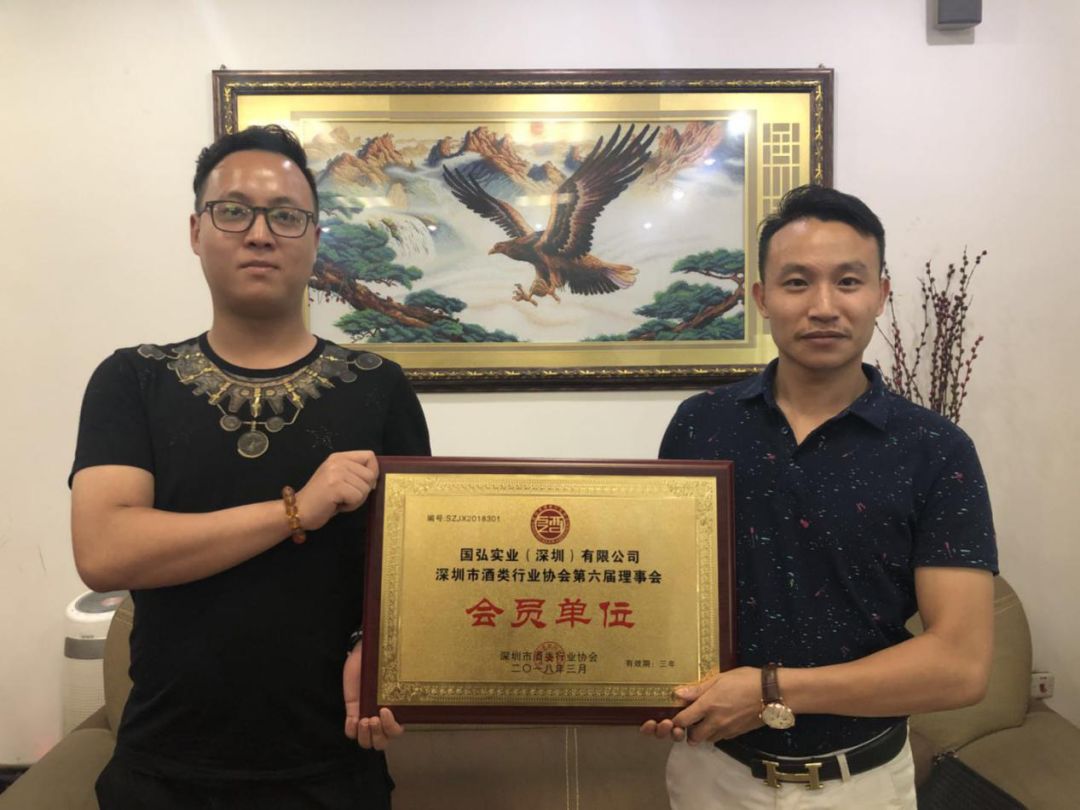 编号:SZJX2018301
国弘实业（深圳）有限公司
深圳市酒类行业协会第六届理事会
会员单位
深圳市酒类行业协会
二〇一八年三月
有效期：三年